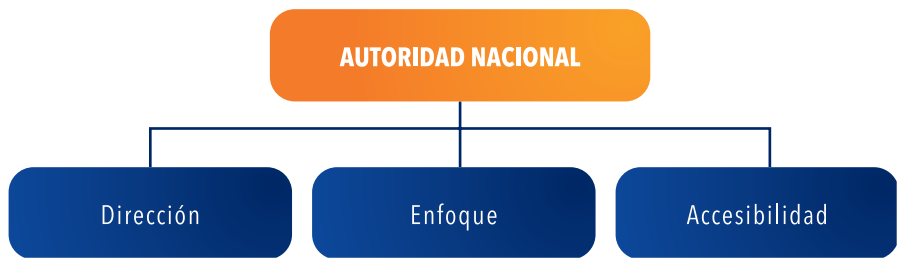 AUTORIDAD NACIONAL
Dirección
Enfoque
Accesibilidad